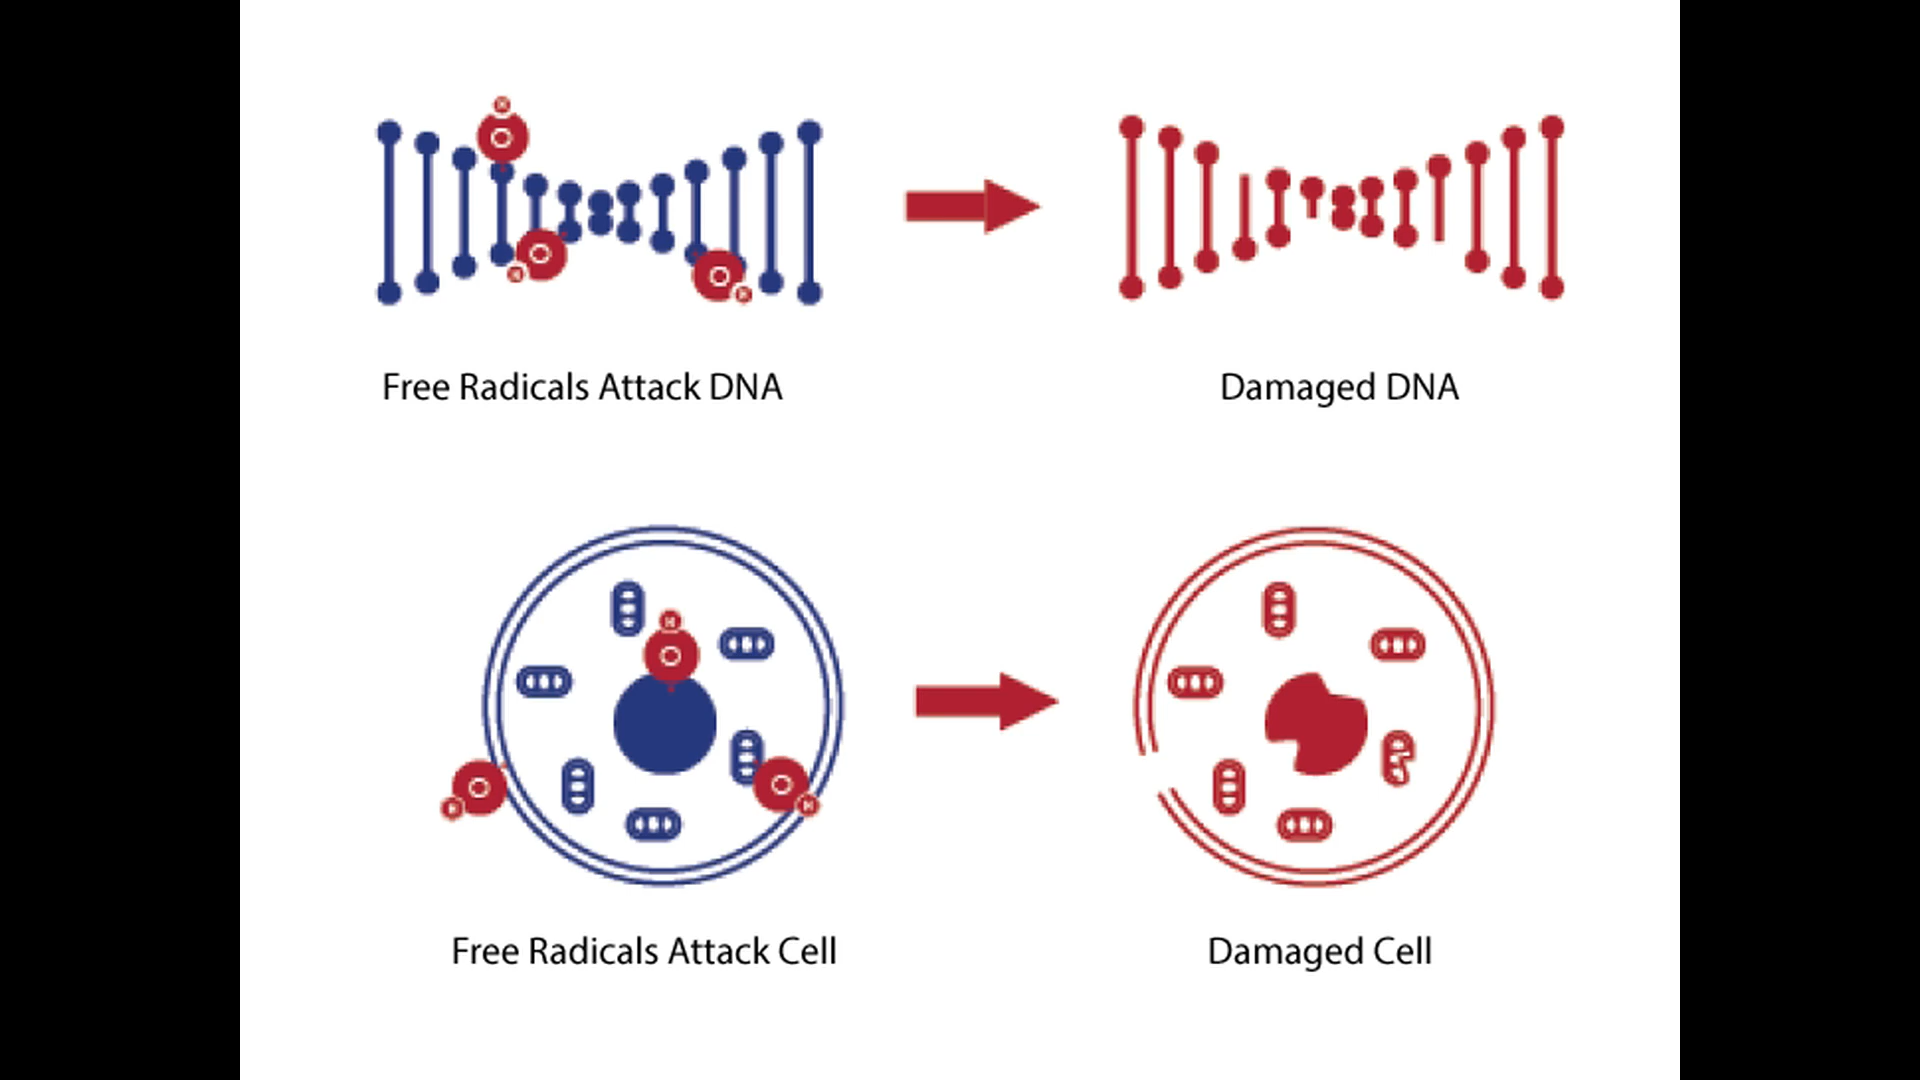 H
O
O
H
O
H
Free Radicals Attack DNA
Damaged DNA
H
O
O
H
O
H
Free Radicals Attack Cell
Damaged Cell